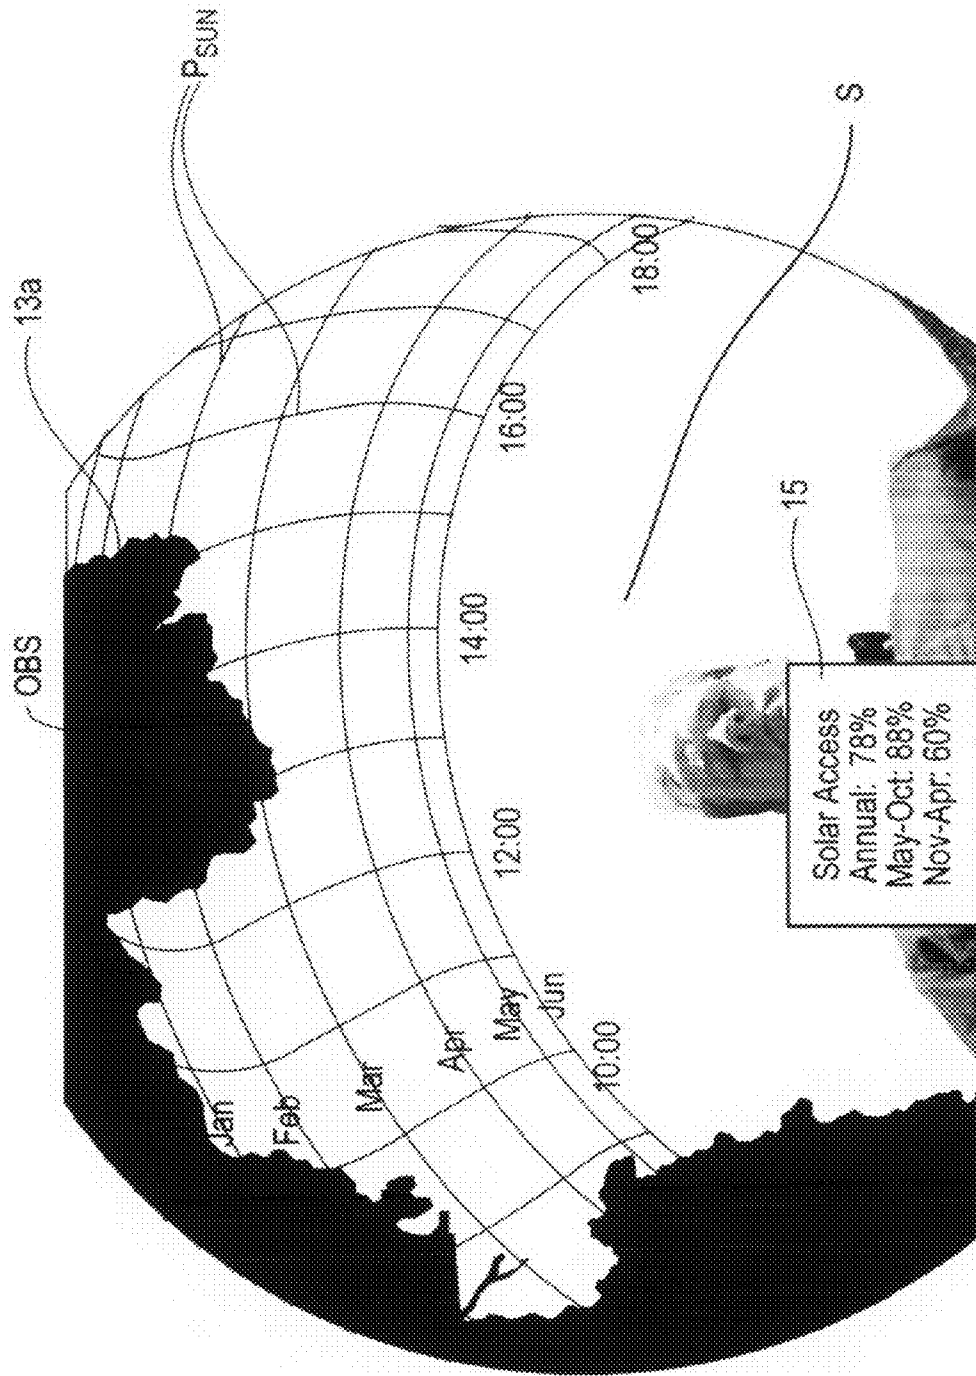 OBS
13a
PSUN
S
Jan
Feb
Mar
Apr
May
Jun
10:00
12:00
14:00
16:00
18:00
15
Solar Access
Annual: 78%
May-Oct: 88%
Nov-Apr: 60%